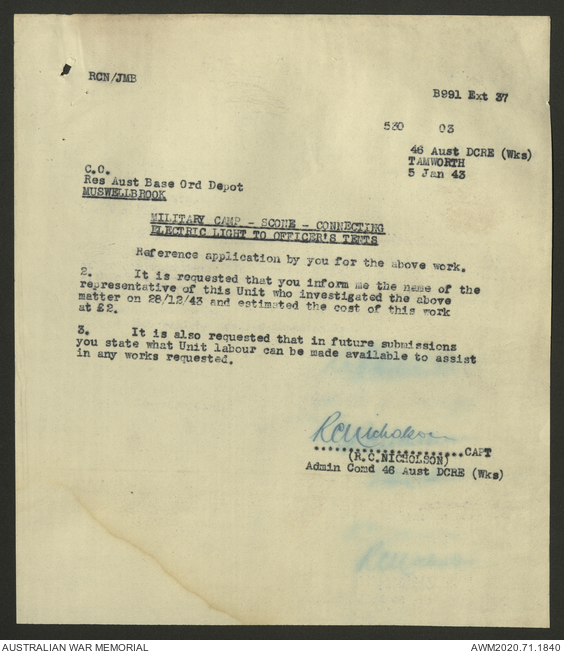 RCN/JMB
B991 Ext 37
530 03
46 Aust DCRE (Wks)
TAMWORTH
5 Jan 43
C.O.
Res Aust Base Ord Depot
MUSWELLBROOK
MILITARY CAMP - SCONE - CONNECTING
ELECTRIC LIGHT TO OFFICER'S TENTS
Reference application by you for the above work.
2. It is requested that you inform me the name of the
representative of this Unit who investigated the above
matter on 28/12/43 and estimated the cost of this work
at £2.
3. It is also requested that in future submissions
you state what Unit labour can be made available to assist
in any works requested.
RCNicholson
......................CAPT
(R.C.NICHOLSON)
Admin Comd 46 Aust DCRE (Wks)
AUSTRALIAN WAR MEMORIAL
AWM2020.71.1840